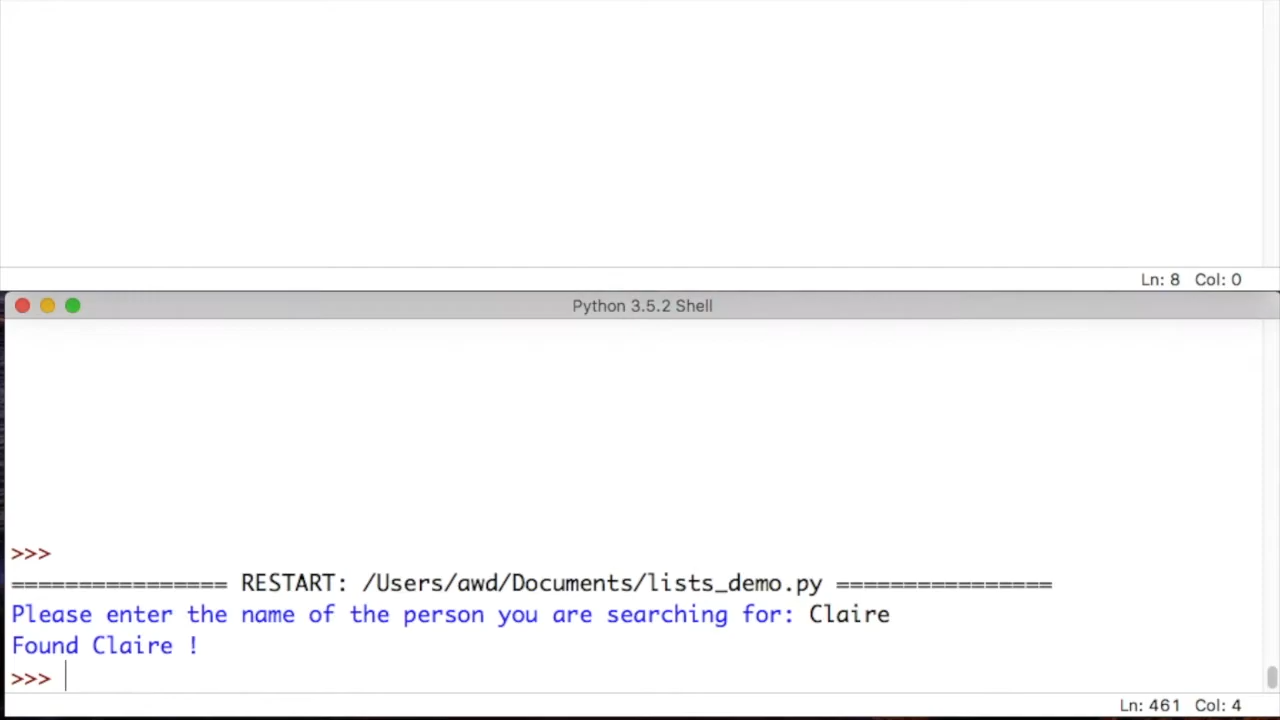 Ln: 8 Col: 0
Python 3.5.2 Shell
>>>
================ RESTART: /Users/awd/Documents/lists_demo.py ================
Please enter the name of the person you are searching for: Claire
Found Claire !
>>>
Ln: 461 Col: 4